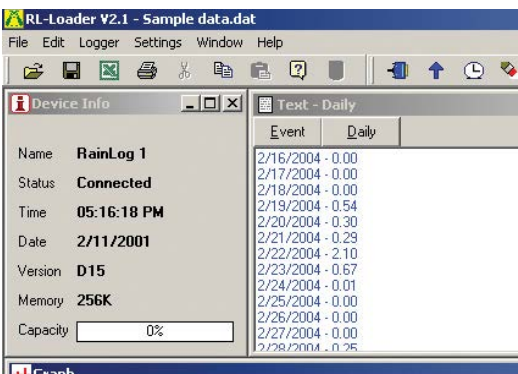 RL-Loader V2.1 - Sample data.dat
File Edit Logger Settings Window Help
Device Info
Name RainLog 1
Status Connected
Time 05:16:18 PM
Date 2/11/2001
Version D15
Memory 256K
Capacity 0%
Text - Daily
Event Daily
2/16/2004 - 0.00
2/17/2004 - 0.00
2/18/2004 - 0.00
2/19/2004 - 0.54
2/20/2004 - 0.30
2/21/2004 - 0.29
2/22/2004 - 2.10
2/23/2004 - 0.67
2/24/2004 - 0.01
2/25/2004 - 0.00
2/26/2004 - 0.00
2/27/2004 - 0.00
2/28/2004 - 0.25
Graph